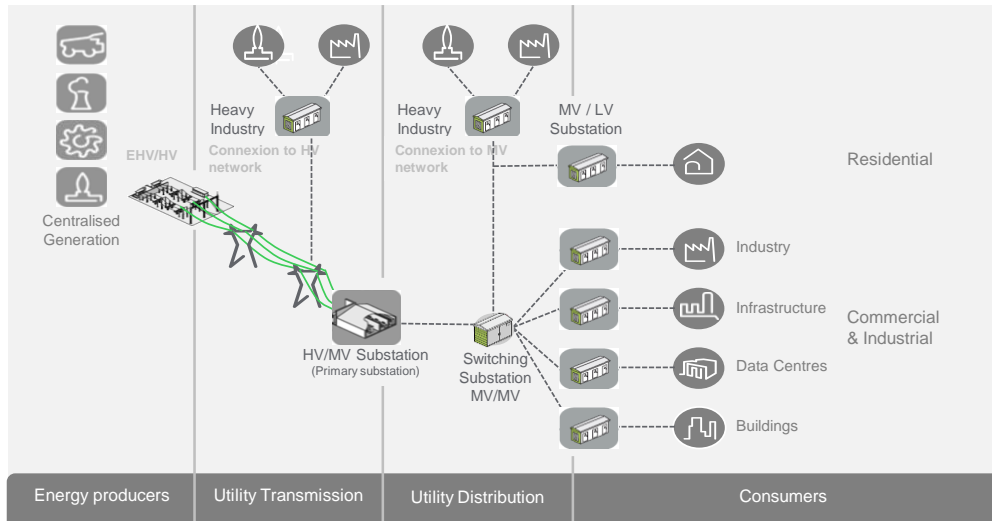 EHV/HV
Centralised
Generation
Heavy
Industry
Connexion to HV
network
HV/MV Substation
(Primary substation)
Heavy
Industry
Connexion to MV
network
Switching
Substation
MV/MV
MV / LV
Substation
Residential
Industry
Infrastructure
Data Centres
Buildings
Commercial
& Industrial
Energy producers
Utility Transmission
Utility Distribution
Consumers